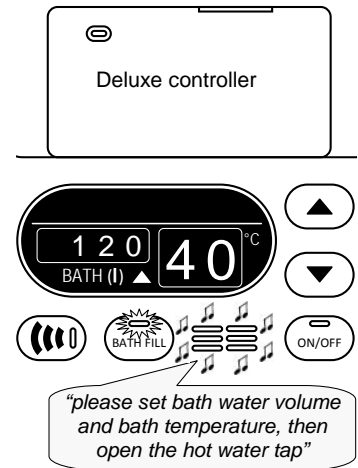 Deluxe controller
120
40 °C
BATH (l) ▲
BATH FILL
ON/OFF
“please set bath water volume
and bath temperature, then
open the hot water tap”